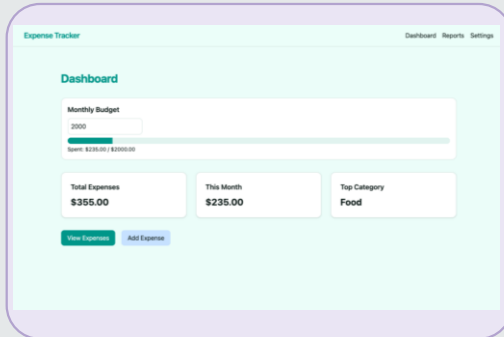 Expense Tracker
Dashboard Reports Settings
Dashboard
Monthly Budget
2000
Spent: $235.00 / $2000.00
Total Expenses
$355.00
This Month
$235.00
Top Category
Food
View Expenses
Add Expense